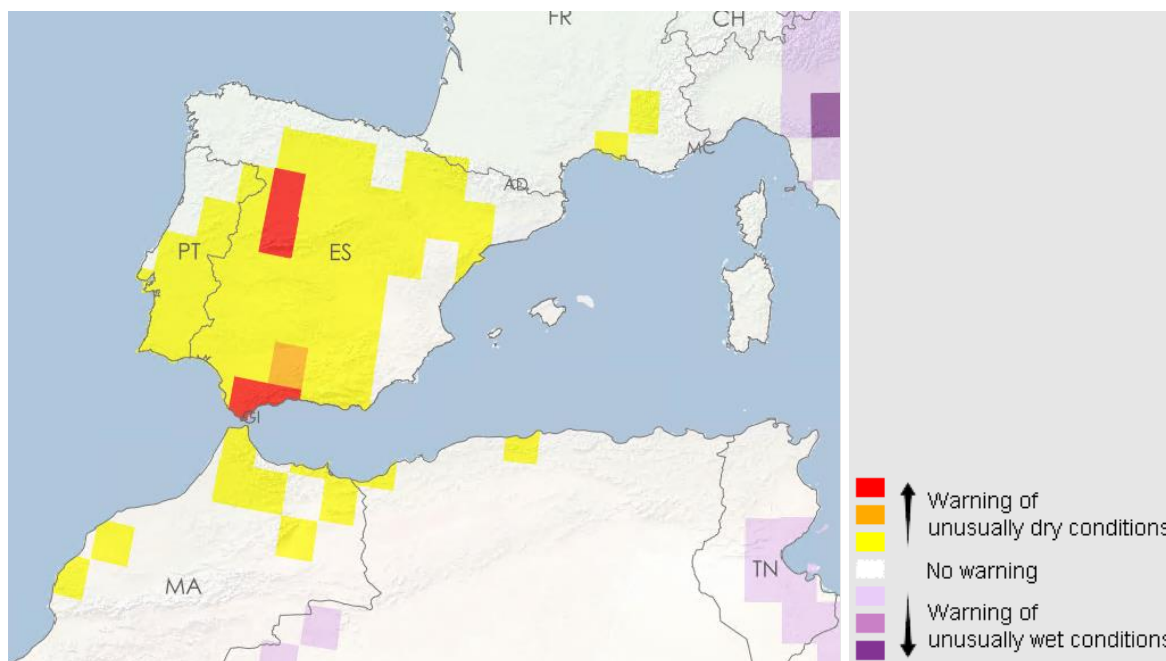 FR
CH
MC
AD
PT
ES
GI
MA
TN
Warning of
unusually dry conditions
No warning
Warning of
unusually wet conditions